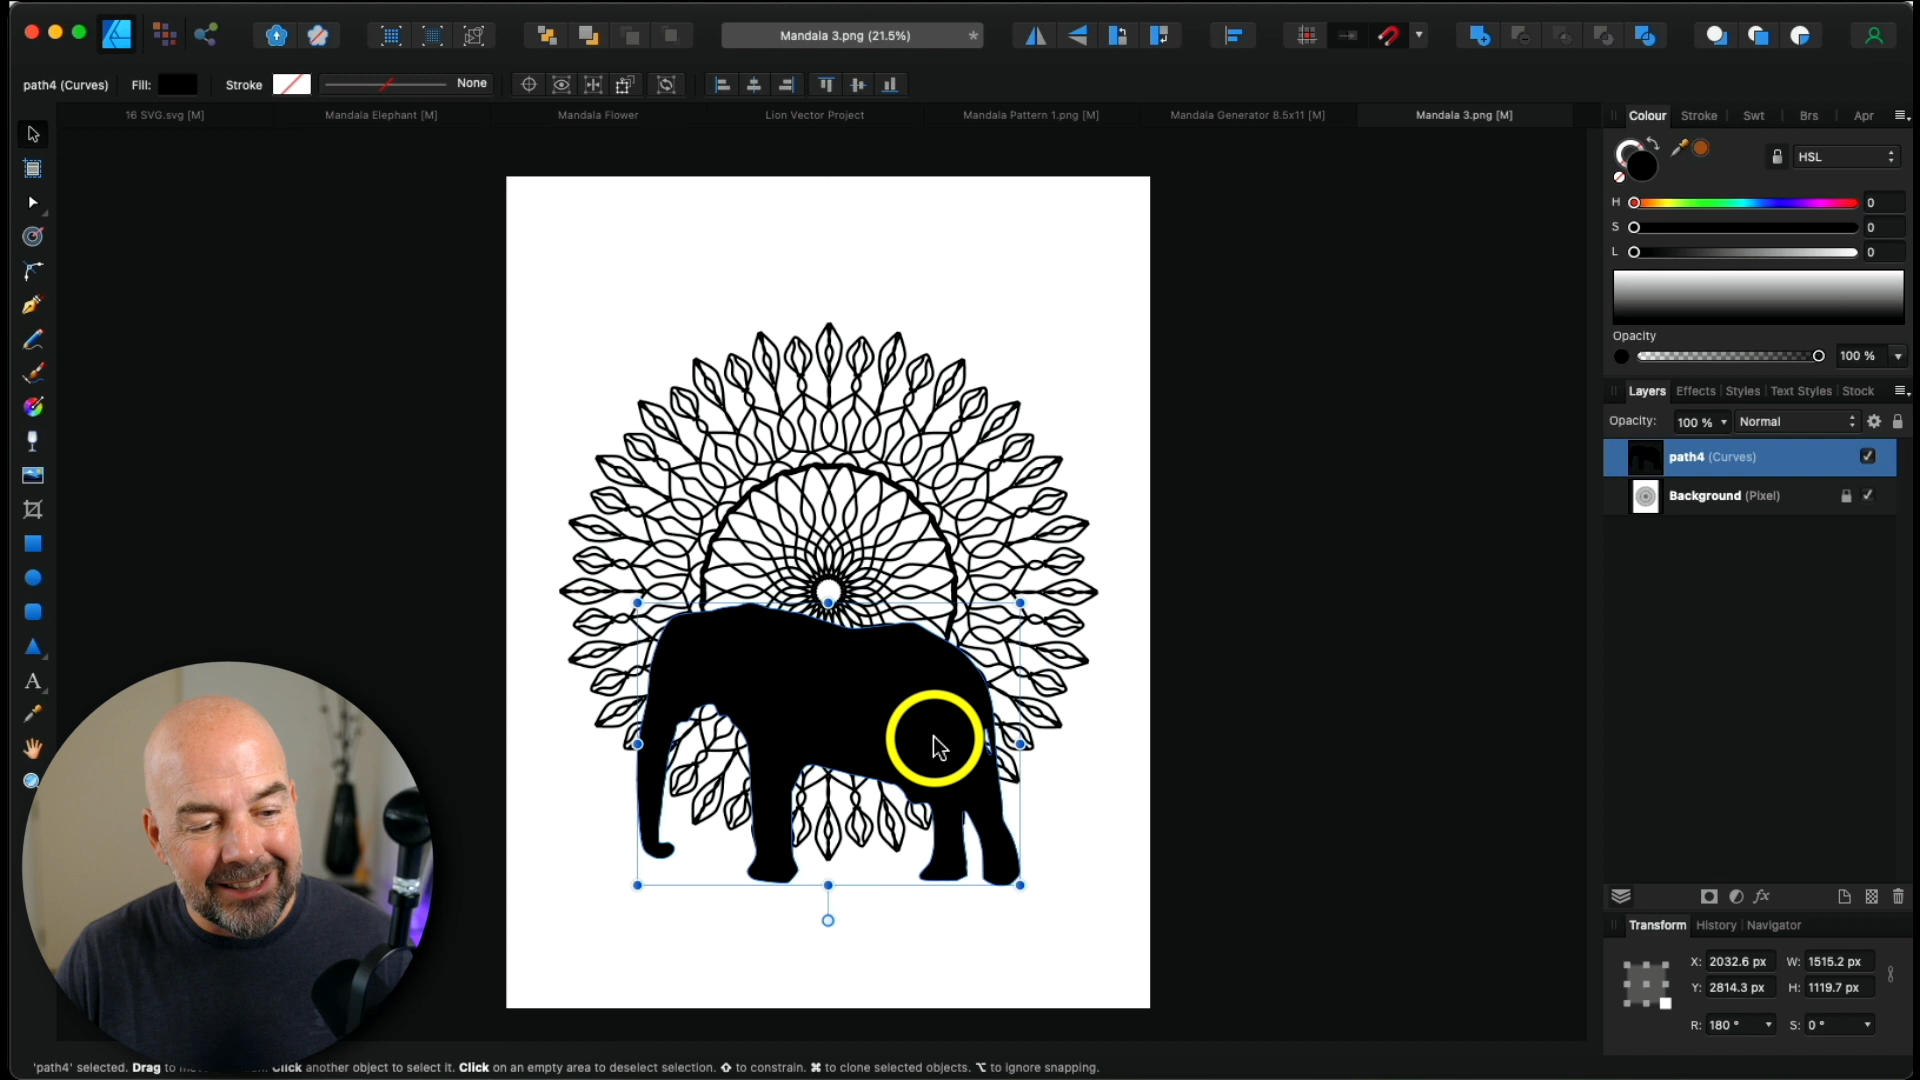 Mandala 3.png (21.5%)
*
path4 (Curves)
Fill:
Stroke
None
16 SVG.svg [M]
Mandala Elephant [M]
Mandala Flower
Lion Vector Project
Mandala Pattern 1.png [M]
Mandala Generator 8.5x11 [M]
Mandala 3.png [M]
Colour
Stroke
Swt
Brs
Apr
HSL
H
0
S
0
L
0
Opacity
100 %
Layers
Effects
Styles
Text Styles
Stock
Opacity:
100 %
Normal
path4 (Curves)
Background (Pixel)
fx
Transform
History
Navigator
X: 2032.6 px
W: 1515.2 px
Y: 2814.3 px
H: 1119.7 px
R: 180 °
S: 0 °
A
'path4' selected. Drag to another object to select it. Click on an empty area to deselect selection. ⇧ to constrain. ⌘ to clone selected objects. ⌥ to ignore snapping.